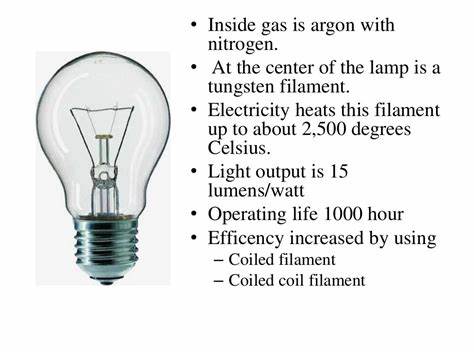 • Inside gas is argon with
nitrogen.
• At the center of the lamp is a
tungsten filament.
• Electricity heats this filament
up to about 2,500 degrees
Celsius.
• Light output is 15
lumens/watt
• Operating life 1000 hour
• Efficency increased by using
– Coiled filament
– Coiled coil filament